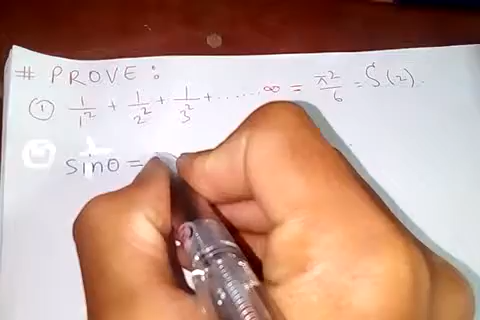 # PROVE :
① 1/1² + 1/2² + 1/3² + ...... ∞ = π²/6 = ζ(2).
sinθ =